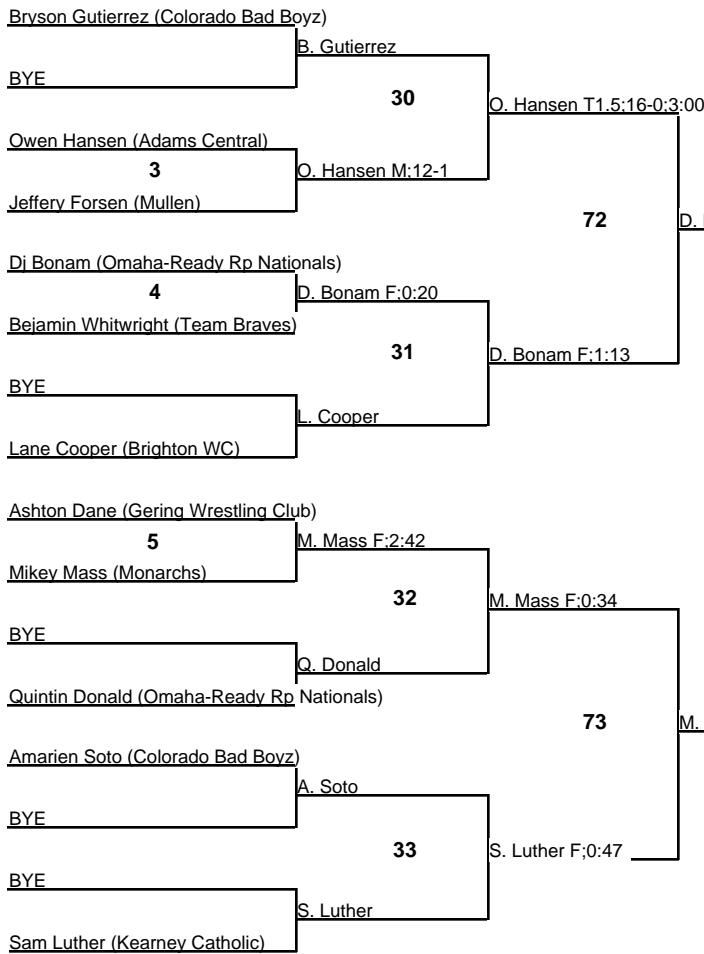 Bryson Gutierrez (Colorado Bad Boyz)
B. Gutierrez
BYE
30
O. Hansen T1.5;16-0;3:00
Owen Hansen (Adams Central)
3
O. Hansen M;12-1
Jeffery Forsen (Mullen)
72
D.
Dj Bonam (Omaha-Ready Rp Nationals)
4
D. Bonam F;0:20
Bejamin Whitwright (Team Braves)
31
D. Bonam F;1:13
BYE
L. Cooper
Lane Cooper (Brighton WC)
Ashton Dane (Gering Wrestling Club)
5
M. Mass F;2:42
Mikey Mass (Monarchs)
32
M. Mass F;0:34
BYE
Q. Donald
Quintin Donald (Omaha-Ready Rp Nationals)
73
M.
Amarien Soto (Colorado Bad Boyz)
A. Soto
BYE
33
S. Luther F;0:47
BYE
S. Luther
Sam Luther (Kearney Catholic)